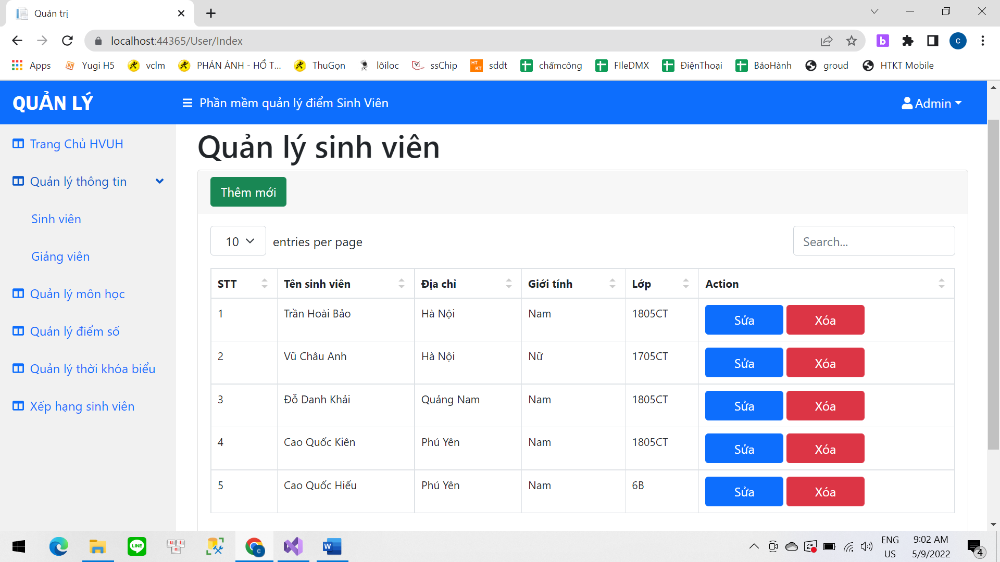 Quản trị
localhost:44365/User/Index
Apps Yugi H5 vclm PHẢN ÁNH - HỔ T... ThuGọn lõiloc ssChip sddt chấmcông FIleDMX ĐiệnThoại BảoHành groud HTKT Mobile
QUẢN LÝ Phần mềm quản lý điểm Sinh Viên Admin
Trang Chủ HVUH
Quản lý thông tin
Sinh viên
Giảng viên
Quản lý môn học
Quản lý điểm số
Quản lý thời khóa biểu
Xếp hạng sinh viên
Quản lý sinh viên
Thêm mới
10 entries per page Search...
STT Tên sinh viên Địa chỉ Giới tính Lớp Action
1 Trần Hoài Bảo Hà Nội Nam 1805CT Sửa Xóa
2 Vũ Châu Anh Hà Nội Nữ 1705CT Sửa Xóa
3 Đỗ Danh Khải Quảng Nam Nam 1805CT Sửa Xóa
4 Cao Quốc Kiên Phú Yên Nam 1805CT Sửa Xóa
5 Cao Quốc Hiếu Phú Yên Nam 6B Sửa Xóa
ENG 9:02 AM
US 5/9/2022 4